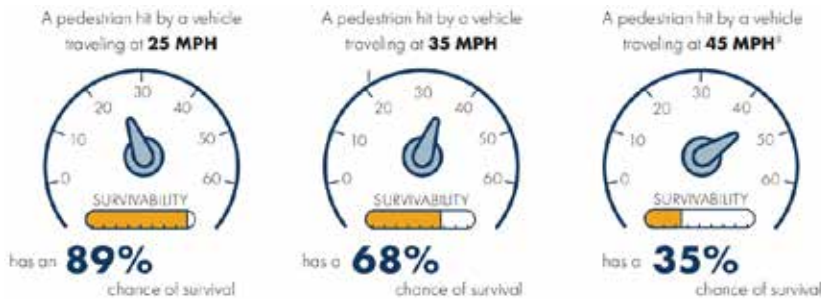 A pedestrian hit by a vehicle
traveling at 25 MPH
0
10
20
30
40
50
60
SURVIVABILITY
has an 89%
chance of survival
A pedestrian hit by a vehicle
traveling at 35 MPH
0
10
20
30
40
50
60
SURVIVABILITY
has a 68%
chance of survival
A pedestrian hit by a vehicle
traveling at 45 MPH
0
10
20
30
40
50
60
SURVIVABILITY
has a 35%
chance of survival